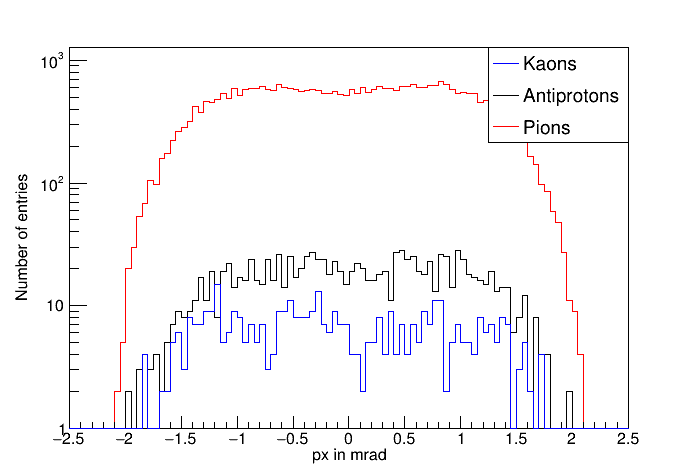 Kaons
Antiprotons
Pions
Number of entries
10³
10²
10
1
−2.5 −2 −1.5 −1 −0.5 0 0.5 1 1.5 2 2.5
px in mrad